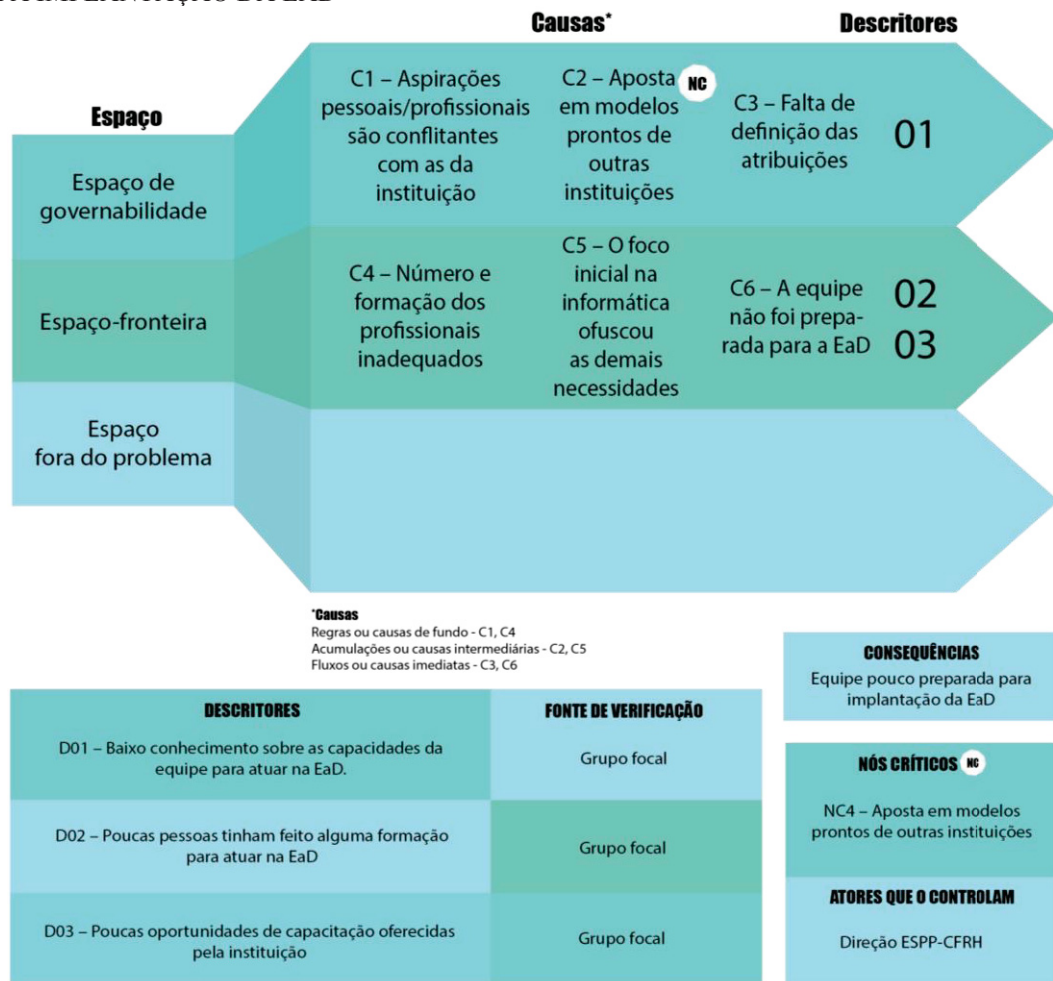 Causas*
Descritores
Espaço
Espaço de
governabilidade
C1 – Aspirações
pessoais/profissionais
são conflitantes
com as da
instituição
C2 – Aposta
em modelos
prontos de
outras
instituições
NC
C3 – Falta de
definição das
atribuições
01
Espaço-fronteira
C4 – Número e
formação dos
profissionais
inadequados
C5 – O foco
inicial na
informática
ofuscou
as demais
necessidades
C6 – A equipe
não foi prepa-
rada para a EaD
02
03
Espaço
fora do problema
*Causas
Regras ou causas de fundo - C1, C4
Acumulações ou causas intermediárias - C2, C5
Fluxos ou causas imediatas - C3, C6
CONSEQUÊNCIAS
Equipe pouco preparada para
implantação da EaD
DESCRITORES
FONTE DE VERIFICAÇÃO
D01 – Baixo conhecimento sobre as capacidades da
equipe para atuar na EaD.
Grupo focal
D02 – Poucas pessoas tinham feito alguma formação
para atuar na EaD
Grupo focal
D03 – Poucas oportunidades de capacitação oferecidas
pela instituição
Grupo focal
NÓS CRÍTICOS NC
NC4 – Aposta em modelos
prontos de outras instituições
ATORES QUE O CONTROLAM
Direção ESPP-CFRH